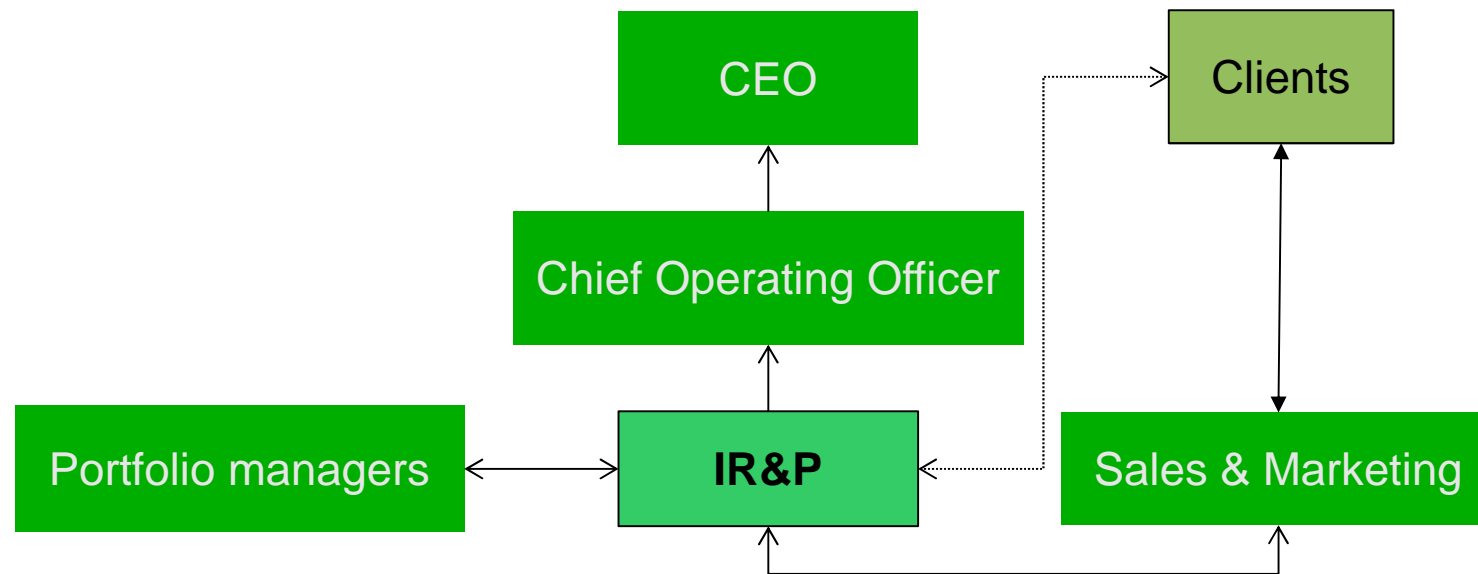 CEO
Clients
Chief Operating Officer
Portfolio managers
IR&P
Sales & Marketing